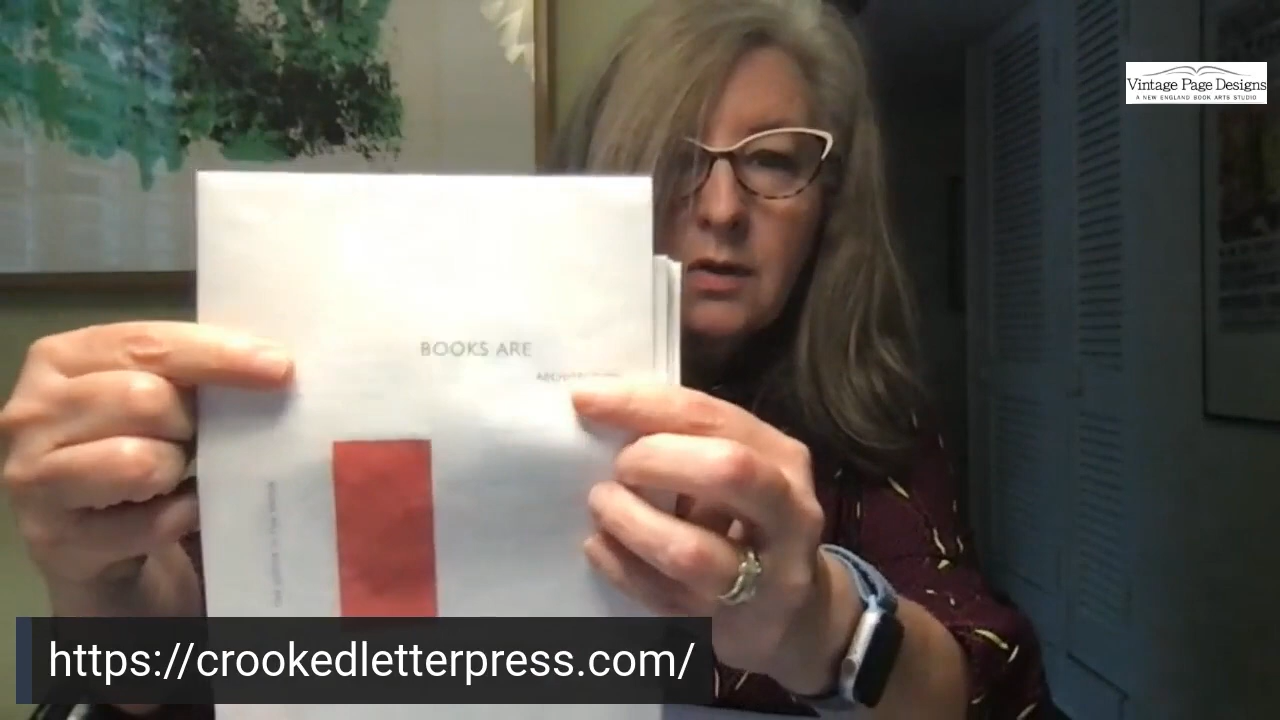 Vintage Page Designs
A NEW ENGLAND BOOK ARTS STUDIO
BOOKS ARE
https://crookedletterpress.com/